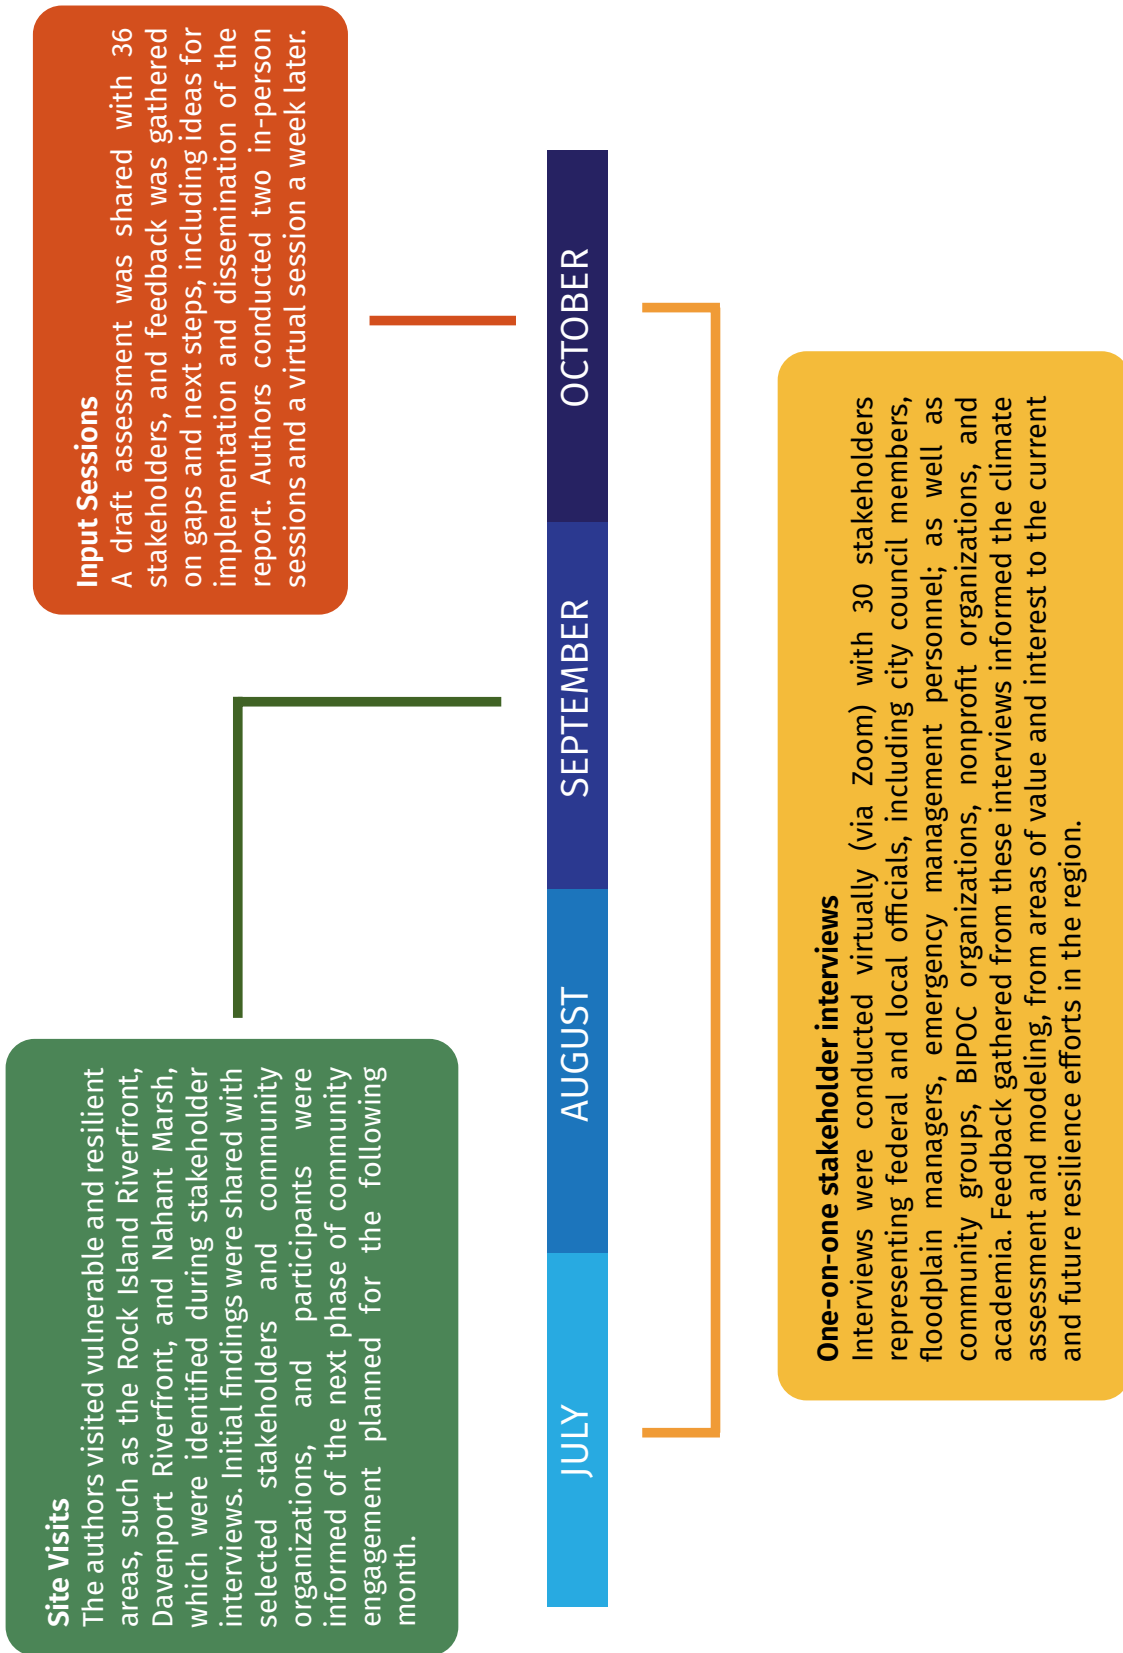 Site Visits
The authors visited vulnerable and resilient
areas, such as the Rock Island Riverfront,
Davenport Riverfront, and Nahant Marsh,
which were identified during stakeholder
interviews. Initial findings were shared with
selected stakeholders and community
organizations, and participants were
informed of the next phase of community
engagement planned for the following
month.
Input Sessions
A draft assessment was shared with 36
stakeholders, and feedback was gathered
on gaps and next steps, including ideas for
implementation and dissemination of the
report. Authors conducted two in-person
sessions and a virtual session a week later.
JULY
AUGUST
SEPTEMBER
OCTOBER
One-on-one stakeholder interviews
Interviews were conducted virtually (via Zoom) with 30 stakeholders
representing federal and local officials, including city council members,
floodplain managers, emergency management personnel; as well as
community groups, BIPOC organizations, nonprofit organizations, and
academia. Feedback gathered from these interviews informed the climate
assessment and modeling, from areas of value and interest to the current
and future resilience efforts in the region.